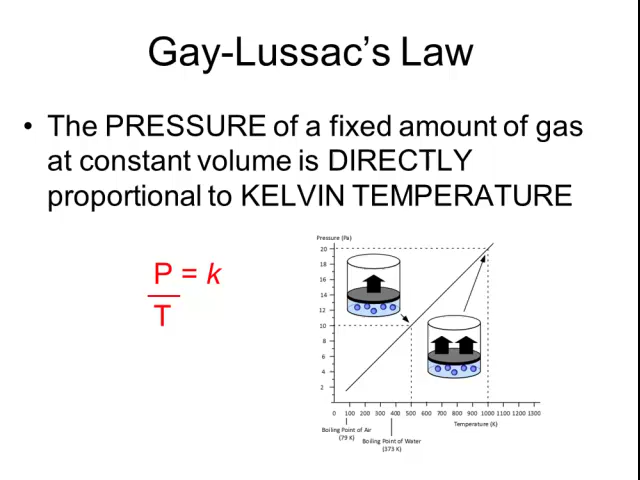 Gay-Lussac’s Law
• The PRESSURE of a fixed amount of gas
at constant volume is DIRECTLY
proportional to KELVIN TEMPERATURE
P = k
T
Pressure (Pa)
20
18
16
14
12
10
8
6
4
2
0 100 200 300 400 500 600 700 800 900 1000 1100 1200 1300
Temperature (K)
Boiling Point of Air
(79 K)
Boiling Point of Water
(373 K)